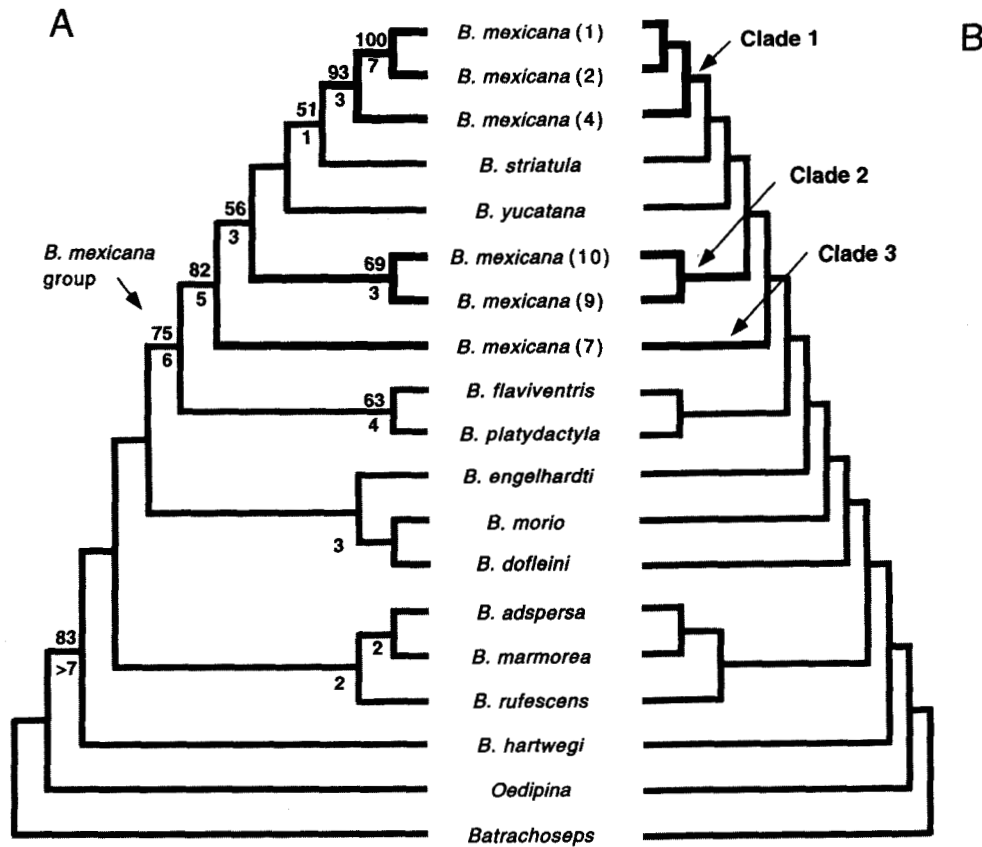 A
B
100
7
93
3
51
1
56
3
82
5
75
6
69
3
63
4
3
2
2
83
>7
B. mexicana
group
B. mexicana (1)
B. mexicana (2)
B. mexicana (4)
B. striatula
B. yucatana
B. mexicana (10)
B. mexicana (9)
B. mexicana (7)
B. flaviventris
B. platydactyla
B. engelhardti
B. morio
B. dofleini
B. adspersa
B. marmorea
B. rufescens
B. hartwegi
Oedipina
Batrachoseps
Clade 1
Clade 2
Clade 3